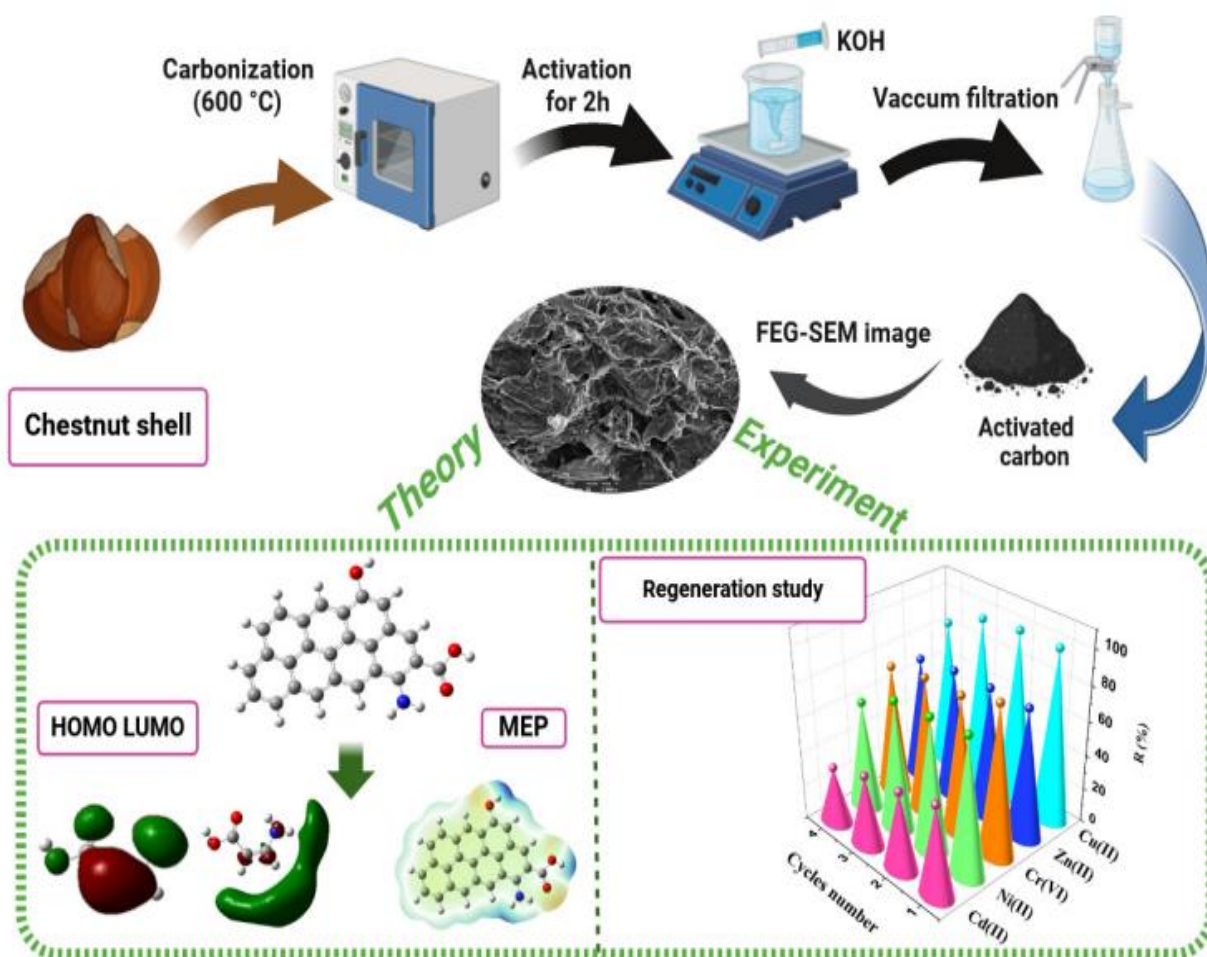 Carbonization
(600 °C)
Activation
for 2h
KOH
Vaccum filtration
Chestnut shell
FEG-SEM image
Activated
carbon
Theory
Experiment
HOMO LUMO
MEP
Regeneration study
100
80
60
40
20
0
R (%)
4
3
2
1
Cycles number
Cu(II)
Zn(II)
Cr(VI)
Ni(II)
Cd(II)